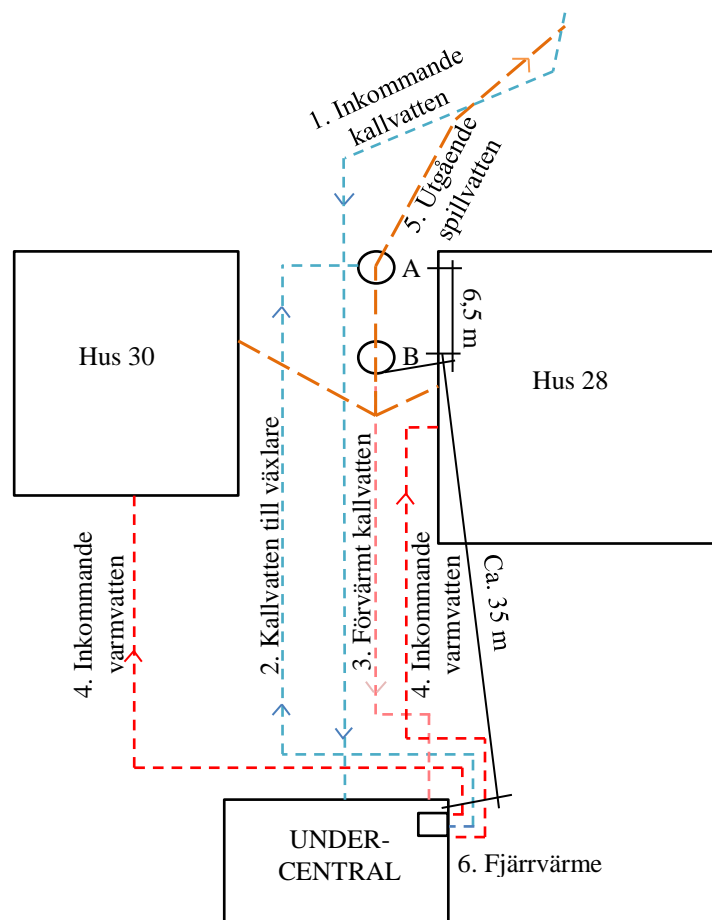 1. Inkommande
kallvatten
5. Utgående
spillvatten
A
6,5 m
B
Hus 30
Hus 28
2. Kallvatten till växlare
3. Förvärmt kallvatten
4. Inkommande
varmvatten
4. Inkommande
varmvatten
Ca. 35 m
UNDER-
CENTRAL
6. Fjärrvärme